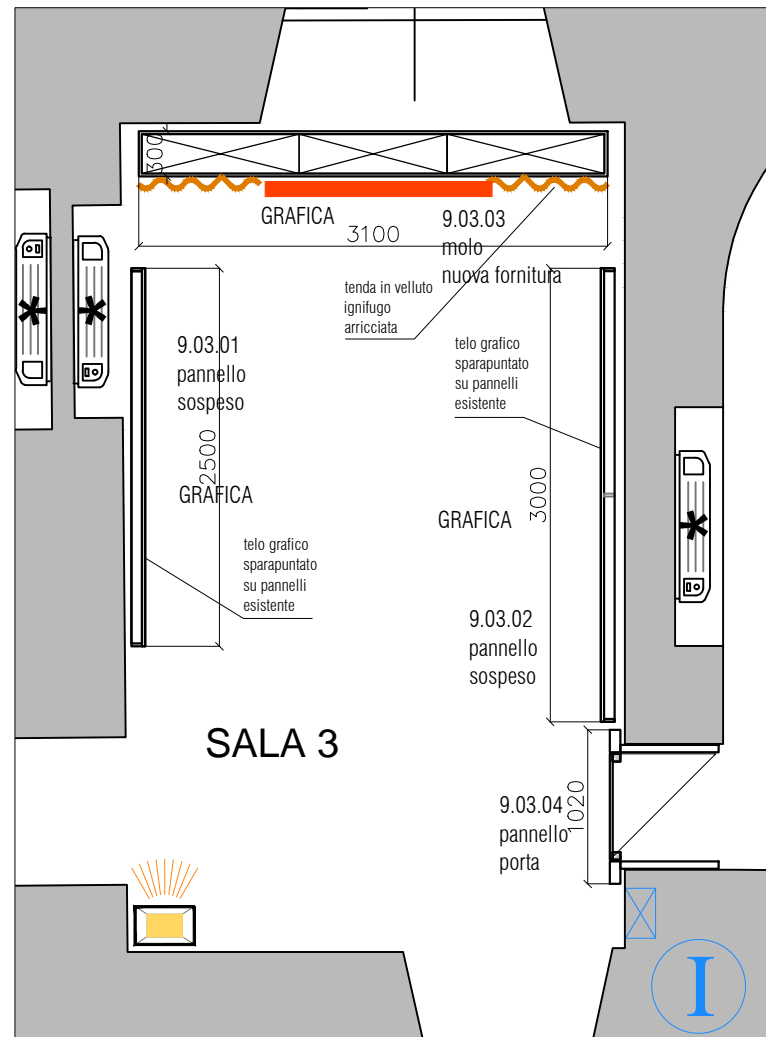 300
GRAFICA
3100
9.03.03
molo
nuova fornitura
tenda in velluto
ignifugo
arricciata
9.03.01
pannello
sospeso
2500
GRAFICA
telo grafico
sparapuntato
su pannelli
esistente
telo grafico
sparapuntato
su pannelli
esistente
3000
GRAFICA
9.03.02
pannello
sospeso
SALA 3
9.03.04
pannello
porta
1020
I